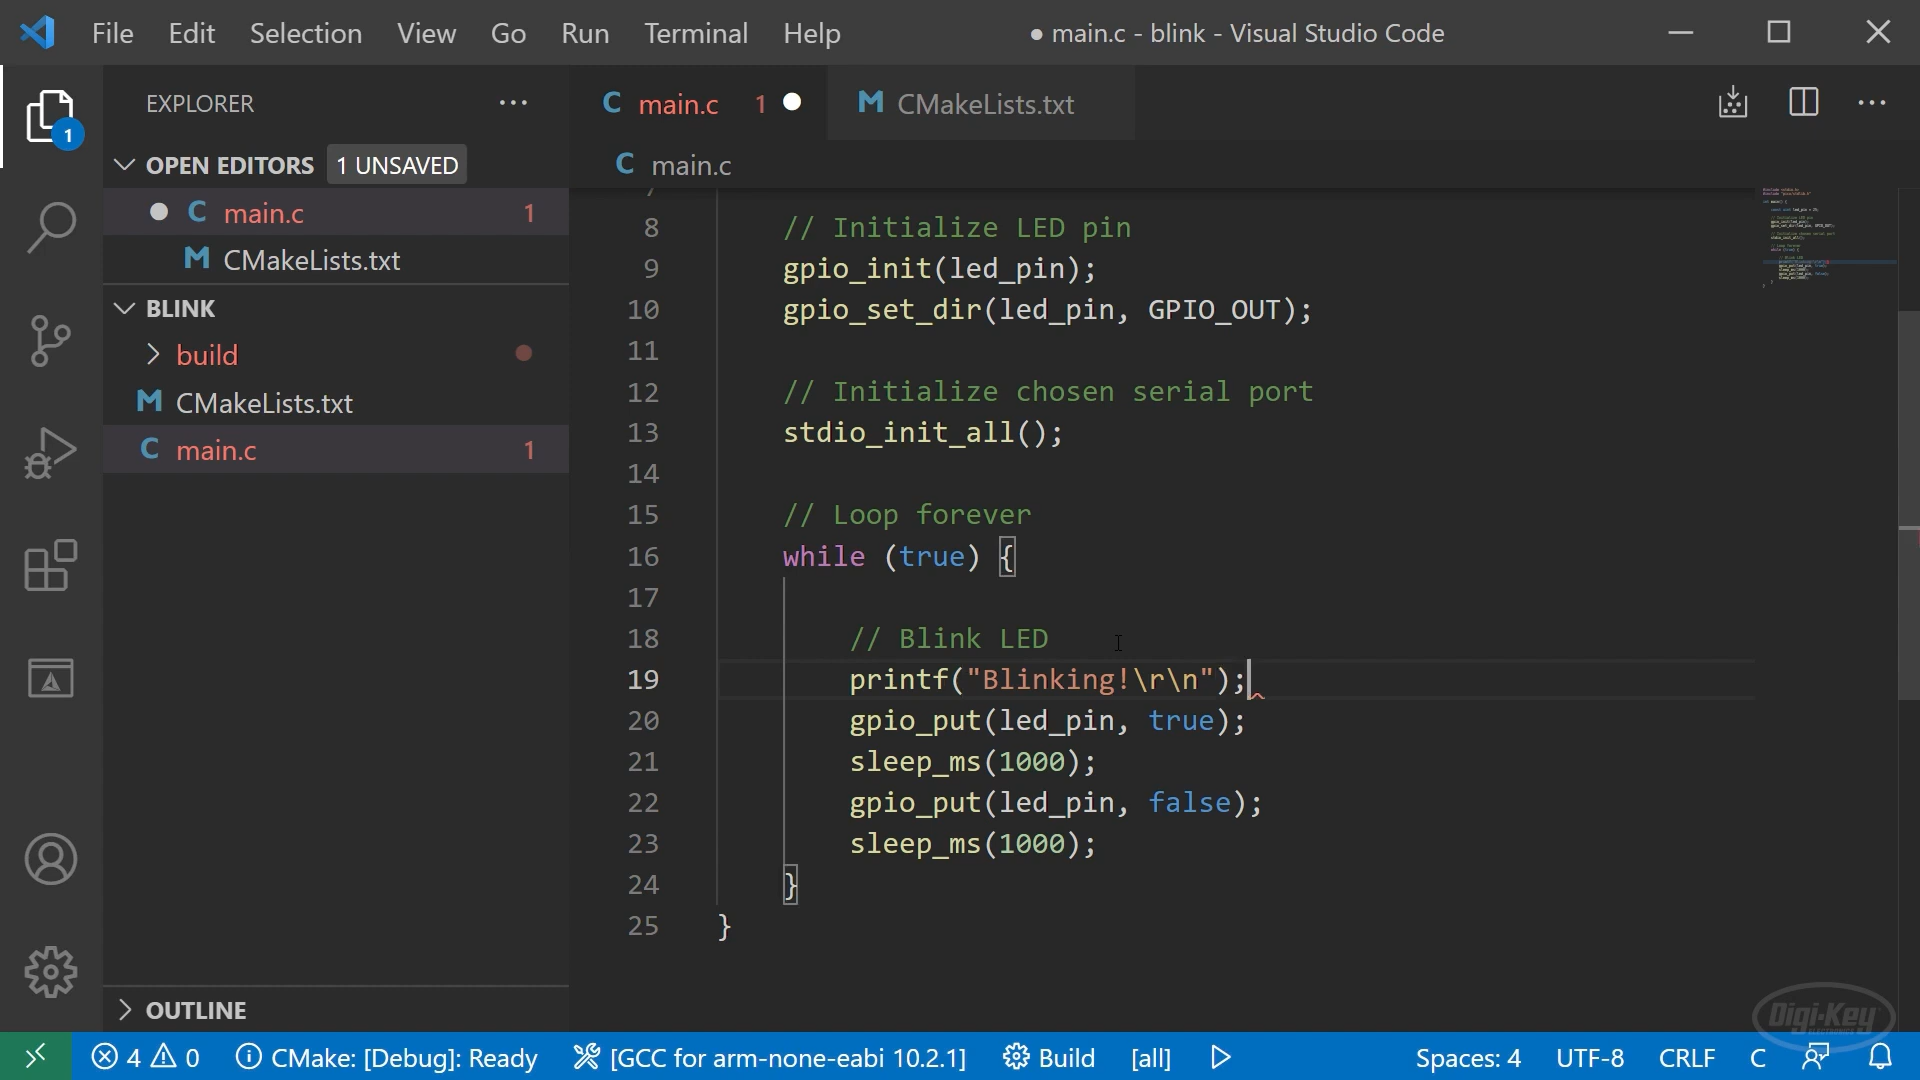 File Edit Selection View Go Run Terminal Help
● main.c - blink - Visual Studio Code
1
EXPLORER
OPEN EDITORS 1 UNSAVED
main.c 1
CMakeLists.txt
BLINK
build
CMakeLists.txt
main.c 1
OUTLINE
main.c 1
CMakeLists.txt
main.c
8 // Initialize LED pin
9 gpio_init(led_pin);
10 gpio_set_dir(led_pin, GPIO_OUT);
11
12 // Initialize chosen serial port
13 stdio_init_all();
14
15 // Loop forever
16 while (true) {
17
18 // Blink LED
19 printf("Blinking!\r\n");
20 gpio_put(led_pin, true);
21 sleep_ms(1000);
22 gpio_put(led_pin, false);
23 sleep_ms(1000);
24 }
25 }
Digi-Key
ELECTRONICS
4 0 CMake: [Debug]: Ready [GCC for arm-none-eabi 10.2.1] Build [all] Spaces: 4 UTF-8 CRLF C